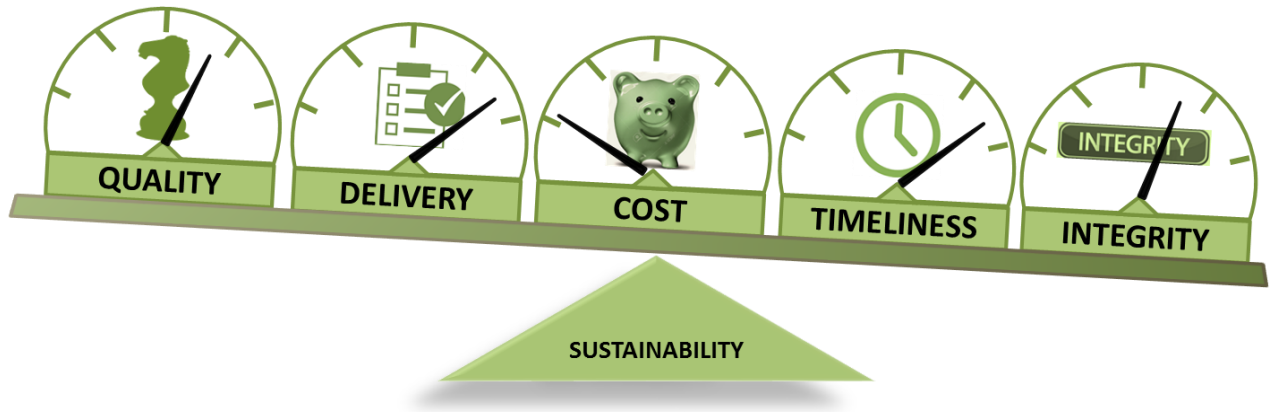 INTEGRITY
QUALITY
DELIVERY
COST
TIMELINESS
INTEGRITY
SUSTAINABILITY